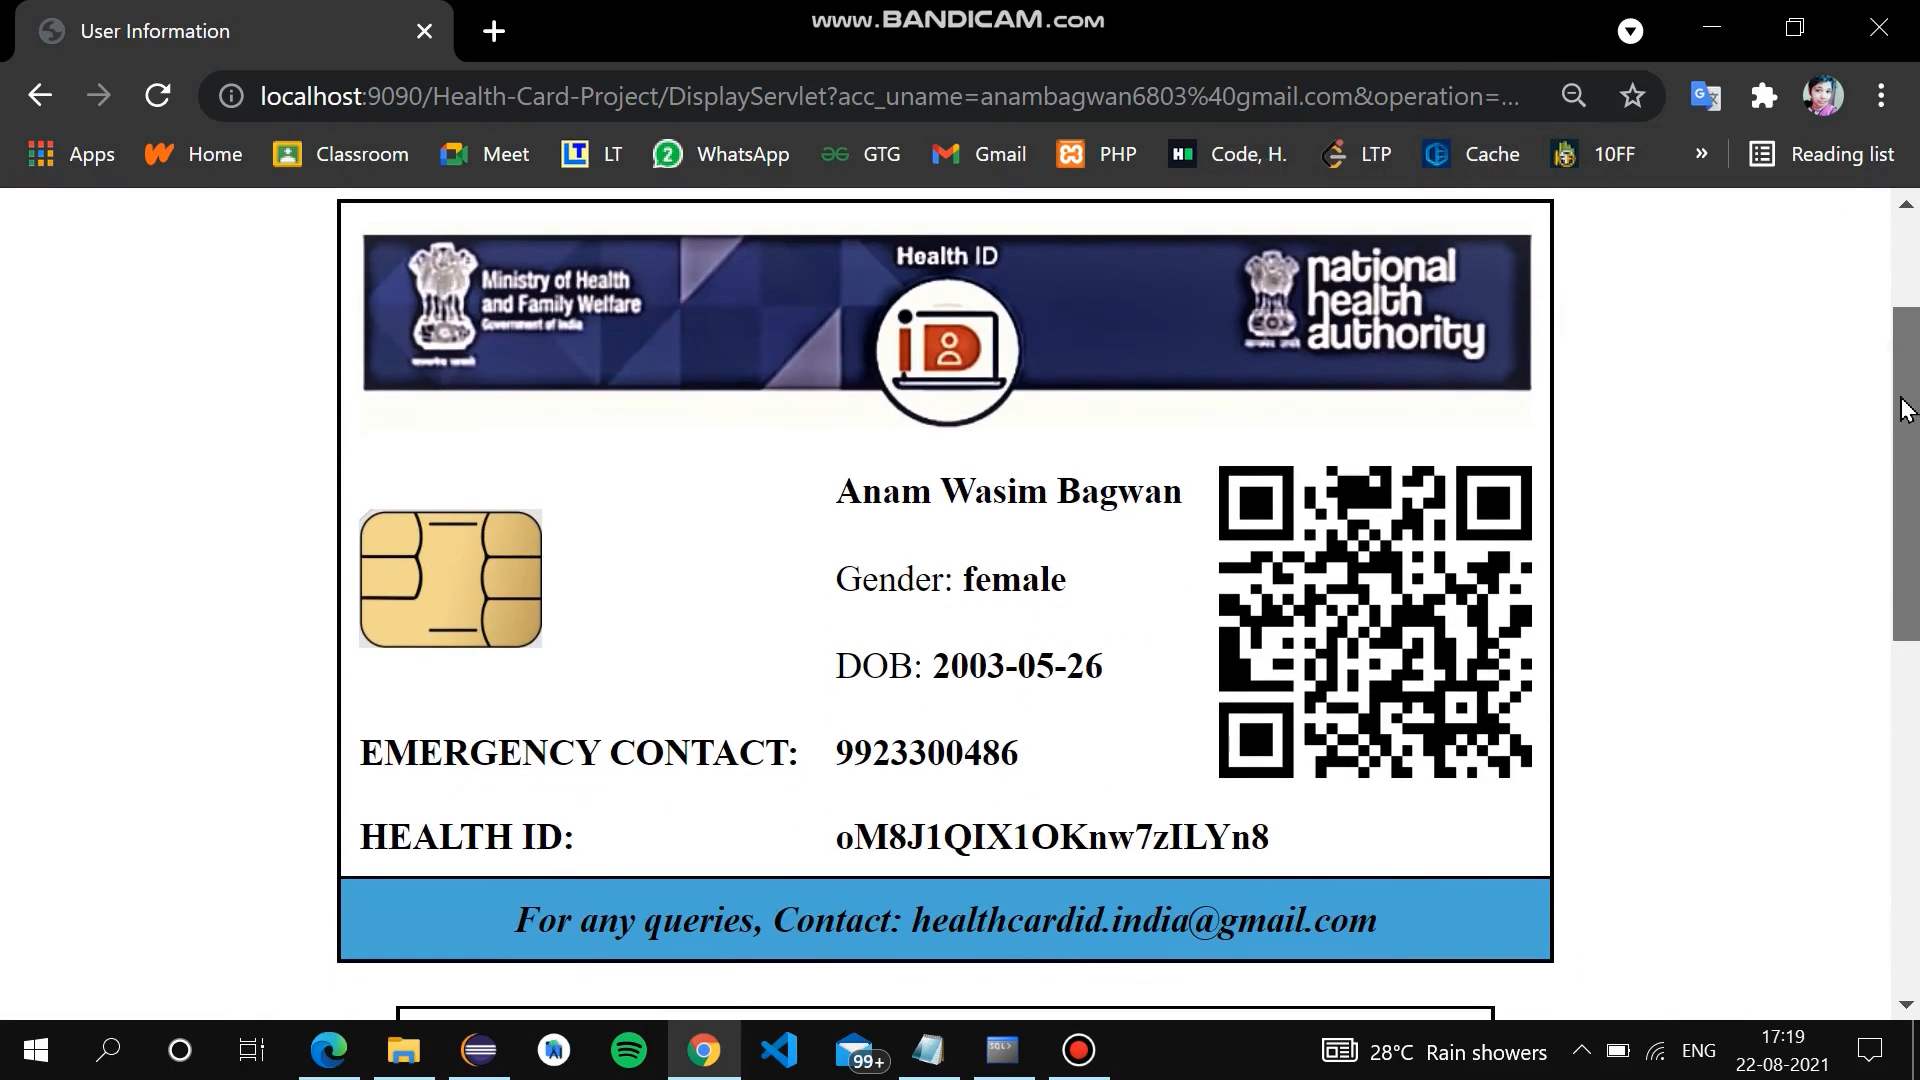 User Information
www.BANDICAM.com
localhost:9090/Health-Card-Project/DisplayServlet?acc_uname=anambagwan6803%40gmail.com&operation=...
Apps Home Classroom Meet LT WhatsApp GTG Gmail PHP Code, H. LTP Cache 10FF » Reading list
Health ID
Ministry of Health
and Family Welfare
Government of India
national
health
authority
Anam Wasim Bagwan
Gender: female
DOB: 2003-05-26
EMERGENCY CONTACT: 9923300486
HEALTH ID: oM8J1QIX1OKnw7zILYn8
For any queries, Contact: healthcardid.india@gmail.com
99+
28°C Rain showers
ENG
17:19
22-08-2021